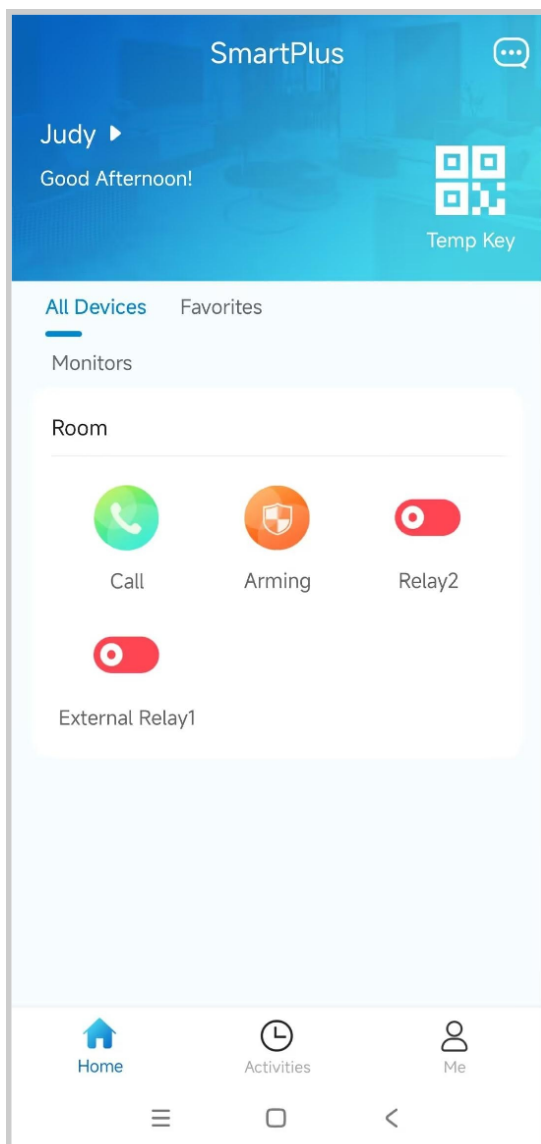 SmartPlus
Judy
Good Afternoon!
Temp Key
All Devices Favorites
Monitors
Room
Call Arming Relay2
External Relay1
Home Activities Me